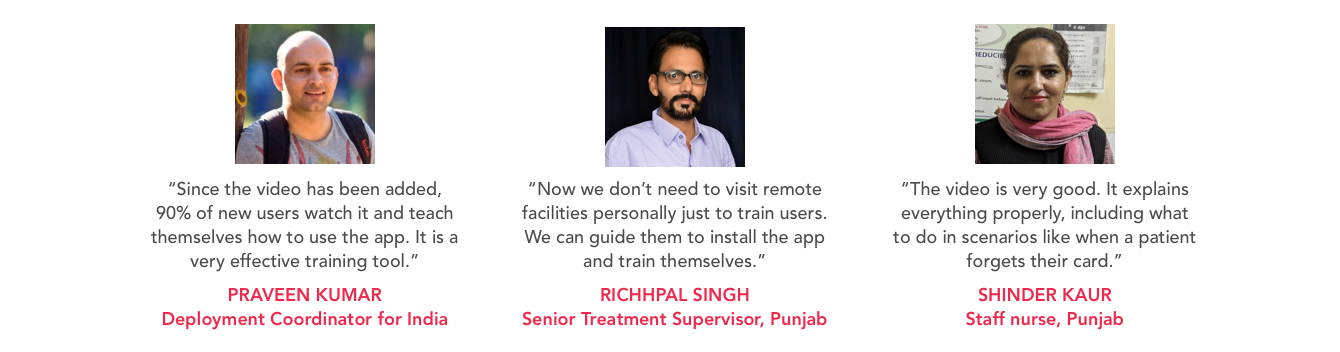 “Since the video has been added,
90% of new users watch it and teach
themselves how to use the app. It is a
very effective training tool.”
PRAVEEN KUMAR
Deployment Coordinator for India
“Now we don’t need to visit remote
facilities personally just to train users.
We can guide them to install the app
and train themselves.”
RICHHPAL SINGH
Senior Treatment Supervisor, Punjab
REDUCIN
“The video is very good. It explains
everything properly, including what
to do in scenarios like when a patient
forgets their card.”
SHINDER KAUR
Staff nurse, Punjab